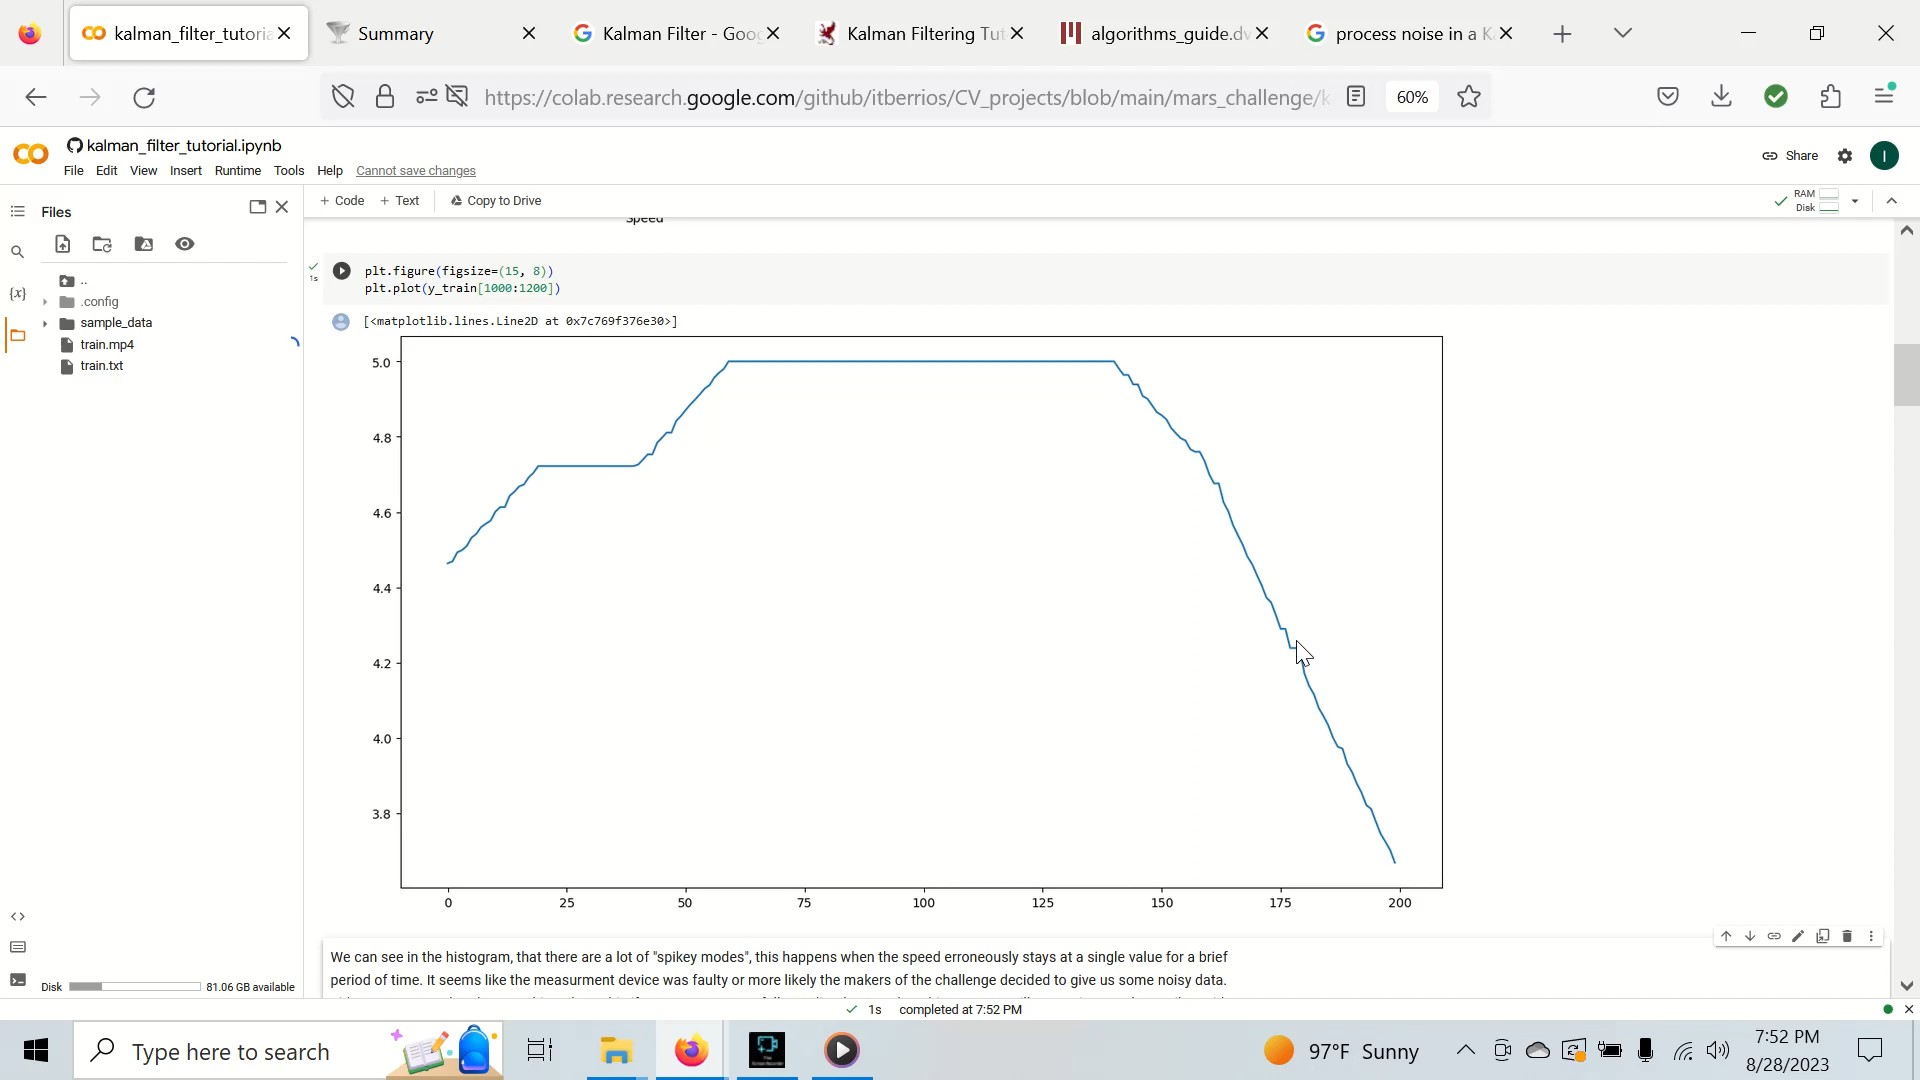 kalman_filter_tutoria
Summary
Kalman Filter - Goog
Kalman Filtering Tut
algorithms_guide.dv
process noise in a Ka
https://colab.research.google.com/github/itberrios/CV_projects/blob/main/mars_challenge/k
60%
kalman_filter_tutorial.ipynb
File Edit View Insert Runtime Tools Help Cannot save changes
Share
I
Files
+ Code + Text Copy to Drive
RAM
Disk
Speed
..
.config
sample_data
train.mp4
train.txt
{x}
1s
plt.figure(figsize=(15, 8))
plt.plot(y_train[1000:1200])
[<matplotlib.lines.Line2D at 0x7c769f376e30>]
5.0
4.8
4.6
4.4
4.2
4.0
3.8
0 25 50 75 100 125 150 175 200
We can see in the histogram, that there are a lot of "spikey modes", this happens when the speed erroneously stays at a single value for a brief
period of time. It seems like the measurment device was faulty or more likely the makers of the challenge decided to give us some noisy data.
Disk 81.06 GB available
1s completed at 7:52 PM
Type here to search
97°F Sunny
7:52 PM
8/28/2023